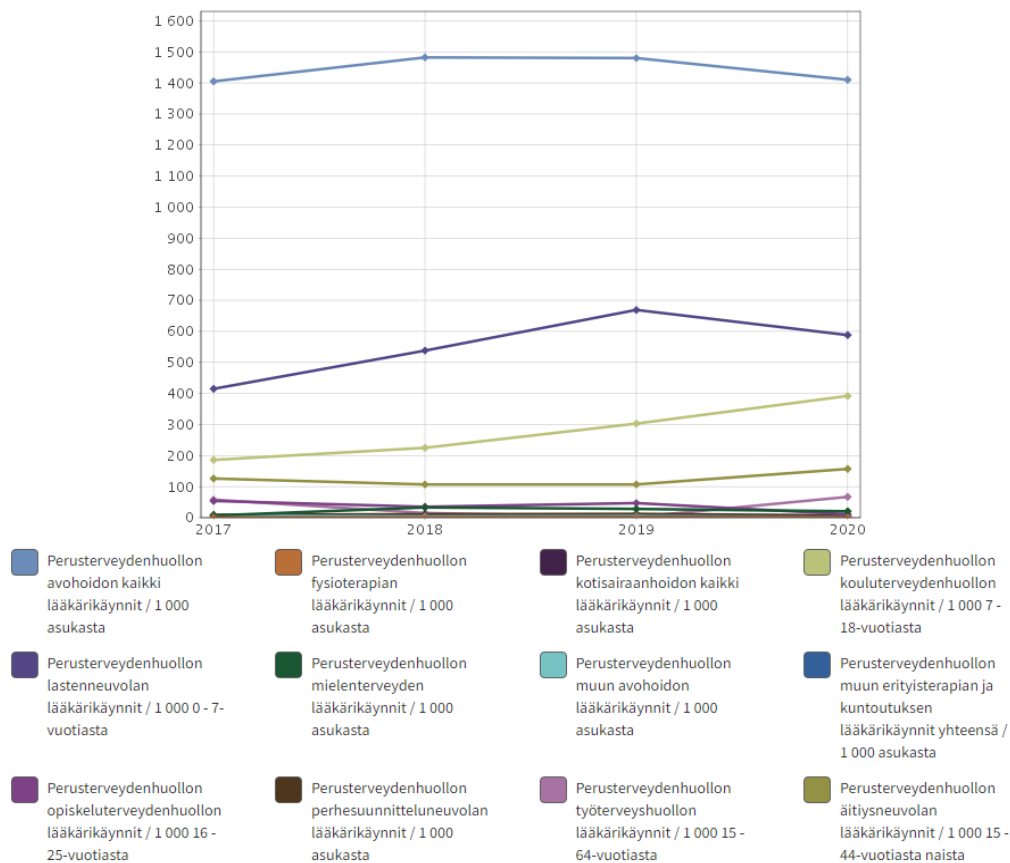 1 600
1 500
1 400
1 300
1 200
1 100
1 000
900
800
700
600
500
400
300
200
100
0
2017 2018 2019 2020
Perusterveydenhuollon
avohoidon kaikki
lääkärikäynnit / 1 000
asukasta
Perusterveydenhuollon
fysioterapian
lääkärikäynnit / 1 000
asukasta
Perusterveydenhuollon
kotisairaanhoidon kaikki
lääkärikäynnit / 1 000
asukasta
Perusterveydenhuollon
kouluterveydenhuollon
lääkärikäynnit / 1 000 7 -
18-vuotiasta
Perusterveydenhuollon
lastenneuvolan
lääkärikäynnit / 1 000 0 - 7-
vuotiasta
Perusterveydenhuollon
mielenterveyden
lääkärikäynnit / 1 000
asukasta
Perusterveydenhuollon
muun avohoidon
lääkärikäynnit / 1 000
asukasta
Perusterveydenhuollon
muun erityisterapian ja
kuntoutuksen
lääkärikäynnit yhteensä /
1 000 asukasta
Perusterveydenhuollon
opiskeluterveydenhuollon
lääkärikäynnit / 1 000 16 -
25-vuotiasta
Perusterveydenhuollon
perhesuunnitteluneuvolan
lääkärikäynnit / 1 000
asukasta
Perusterveydenhuollon
työterveyshuollon
lääkärikäynnit / 1 000 15 -
64-vuotiasta
Perusterveydenhuollon
äitiysneuvolan
lääkärikäynnit / 1 000 15 -
44-vuotiasta naista